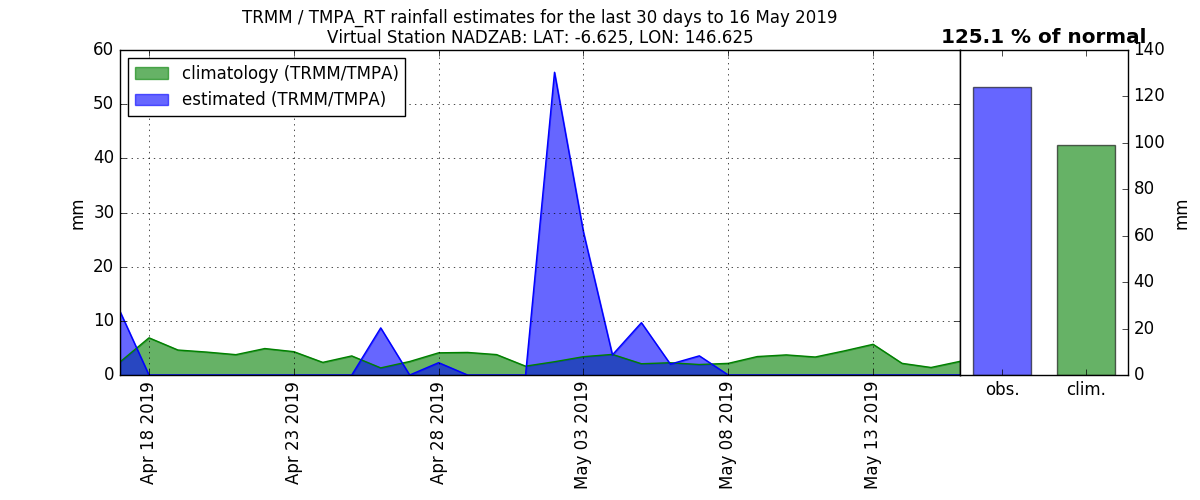 TRMM / TMPA_RT rainfall estimates for the last 30 days to 16 May 2019
Virtual Station NADZAB: LAT: -6.625, LON: 146.625
125.1 % of normal
climatology (TRMM/TMPA)
estimated (TRMM/TMPA)
60
50
40
30
20
10
0
mm
Apr 18 2019
Apr 23 2019
Apr 28 2019
May 03 2019
May 08 2019
May 13 2019
140
120
100
80
60
40
20
0
mm
obs.
clim.